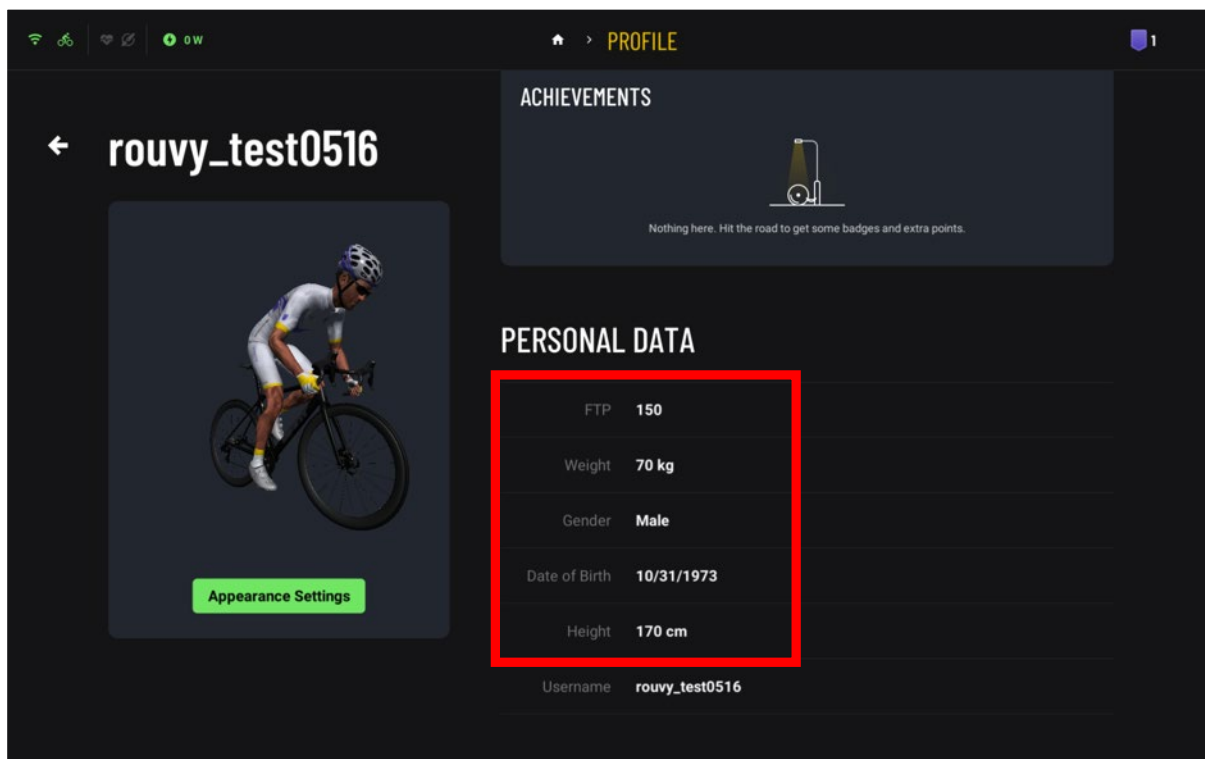 0 W
PROFILE
1
rouvy_test0516
Appearance Settings
ACHIEVEMENTS
Nothing here. Hit the road to get some badges and extra points.
PERSONAL DATA
FTP 150
Weight 70 kg
Gender Male
Date of Birth 10/31/1973
Height 170 cm
Username rouvy_test0516